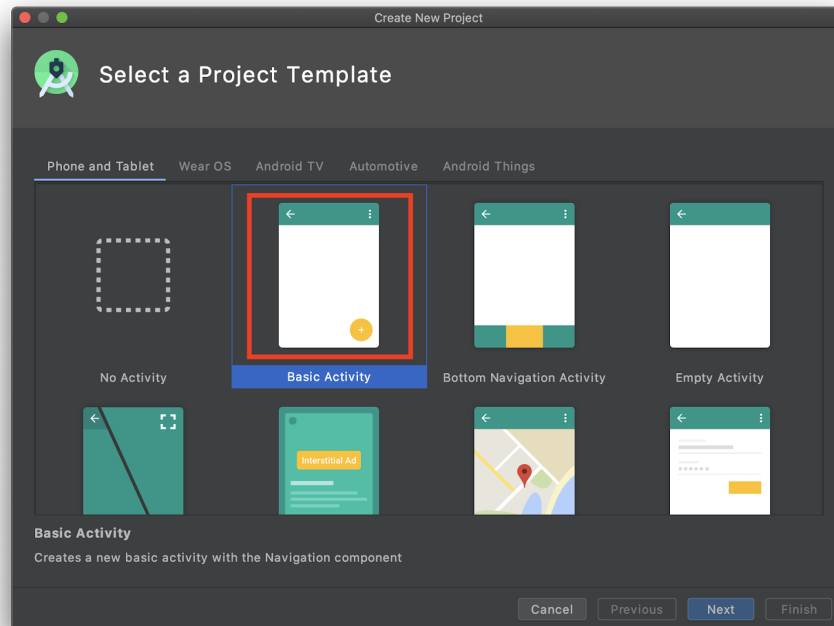 Create New Project
Select a Project Template
Phone and Tablet Wear OS Android TV Automotive Android Things
No Activity Basic Activity Bottom Navigation Activity Empty Activity
Interstitial Ad
Basic Activity
Creates a new basic activity with the Navigation component
Cancel Previous Next Finish